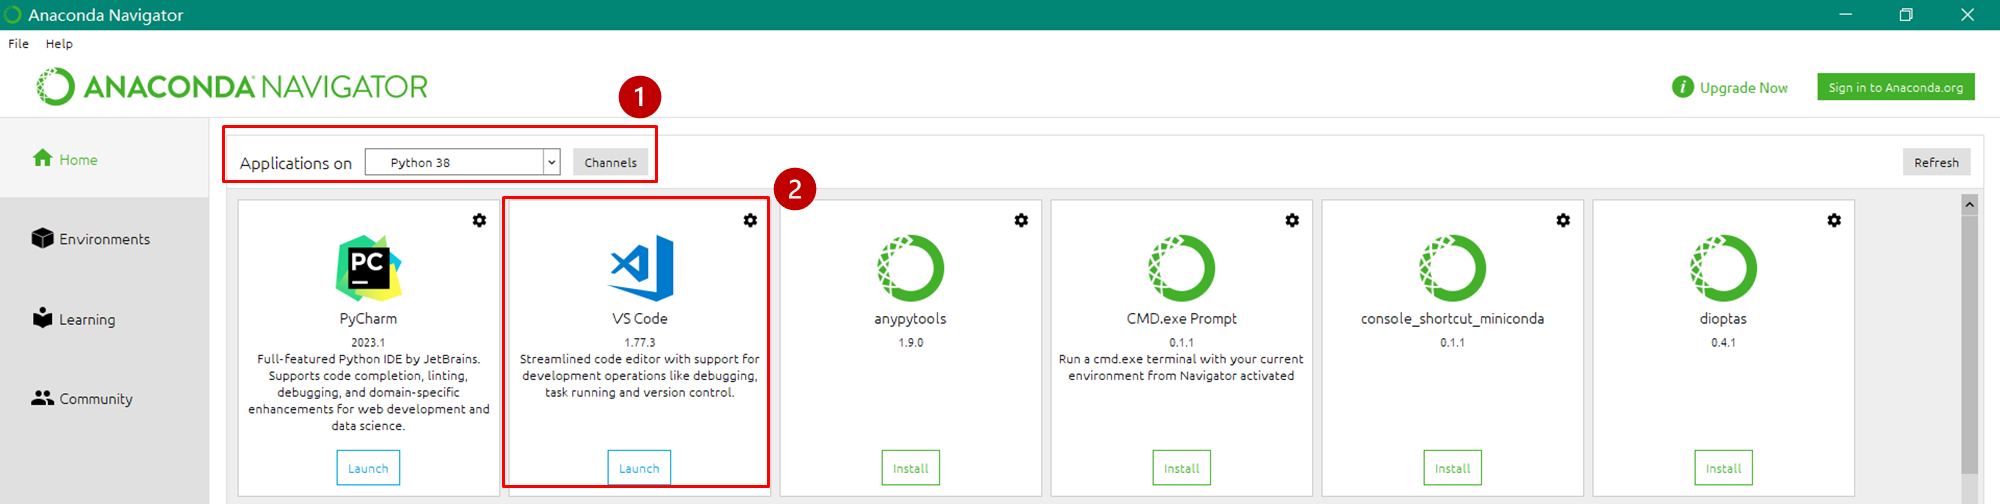 Anaconda Navigator
File Help
ANACONDA NAVIGATOR
1
i Upgrade Now
Sign in to Anaconda.org
Home
Environments
Learning
Community
Applications on Python 38 Channels
Refresh
2
PC
PyCharm
2023.1
Full-featured Python IDE by JetBrains.
Supports code completion, linting,
debugging, and domain-specific
enhancements for web development and
data science.
Launch
VS Code
1.77.3
Streamlined code editor with support for
development operations like debugging,
task running and version control.
Launch
anypytools
1.9.0
Install
CMD.exe Prompt
0.1.1
Run a cmd.exe terminal with your current
environment from Navigator activated
Install
console_shortcut_miniconda
0.1.1
Install
dioptas
0.4.1
Install